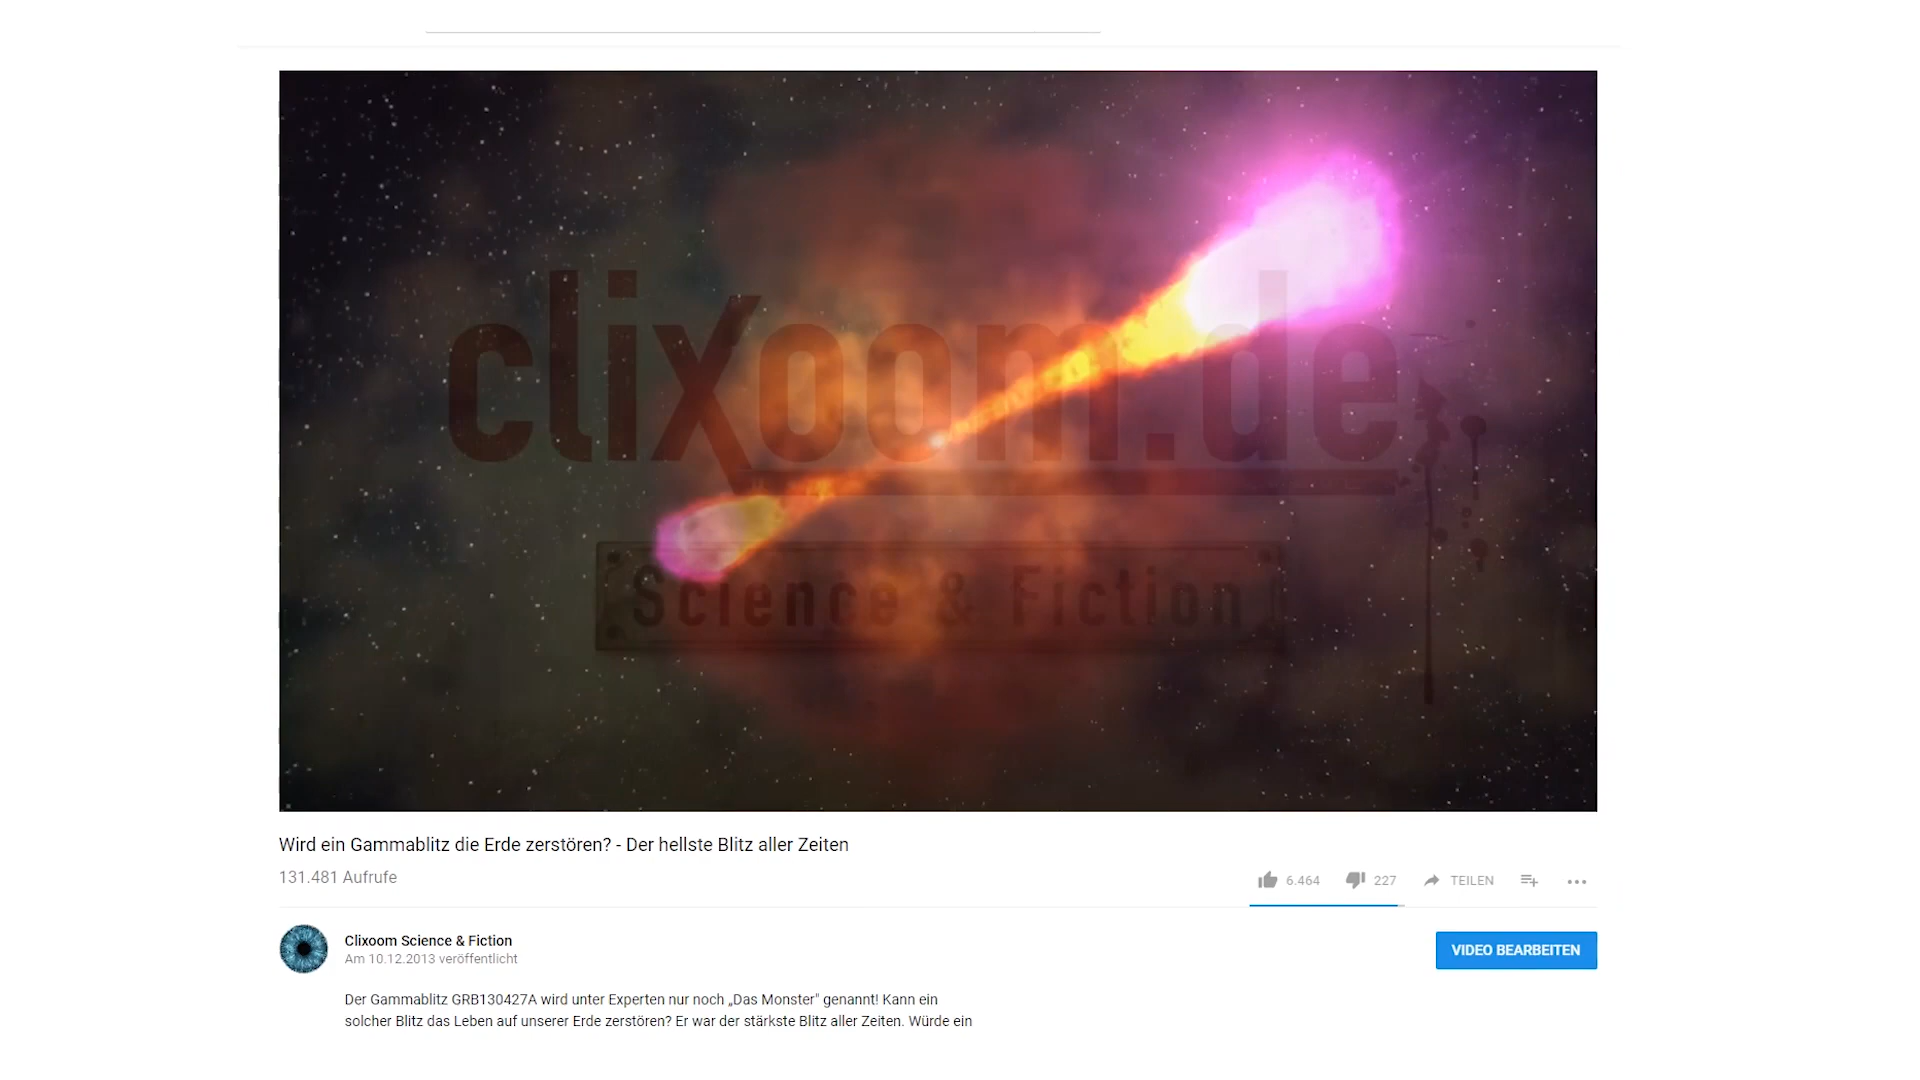 clixoom.de
Science & Fiction
Wird ein Gammablitz die Erde zerstören? - Der hellste Blitz aller Zeiten
131.481 Aufrufe
6.464 227 TEILEN
Clixoom Science & Fiction
Am 10.12.2013 veröffentlicht
VIDEO BEARBEITEN
Der Gammablitz GRB130427A wird unter Experten nur noch „Das Monster" genannt! Kann ein
solcher Blitz das Leben auf unserer Erde zerstören? Er war der stärkste Blitz aller Zeiten. Würde ein